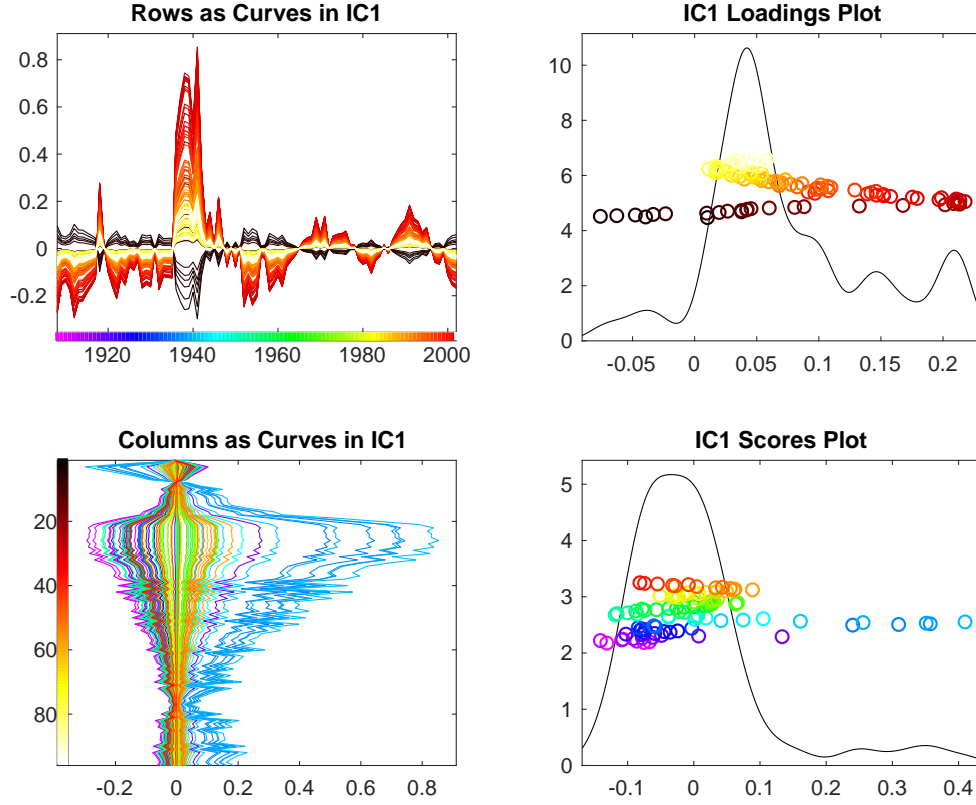 Rows as Curves in IC1
0.8
0.6
0.4
0.2
0
-0.2
1920 1940 1960 1980 2000
IC1 Loadings Plot
10
8
6
4
2
0
-0.05 0 0.05 0.1 0.15 0.2
Columns as Curves in IC1
20
40
60
80
-0.2 0 0.2 0.4 0.6 0.8
IC1 Scores Plot
5
4
3
2
1
0
-0.1 0 0.1 0.2 0.3 0.4